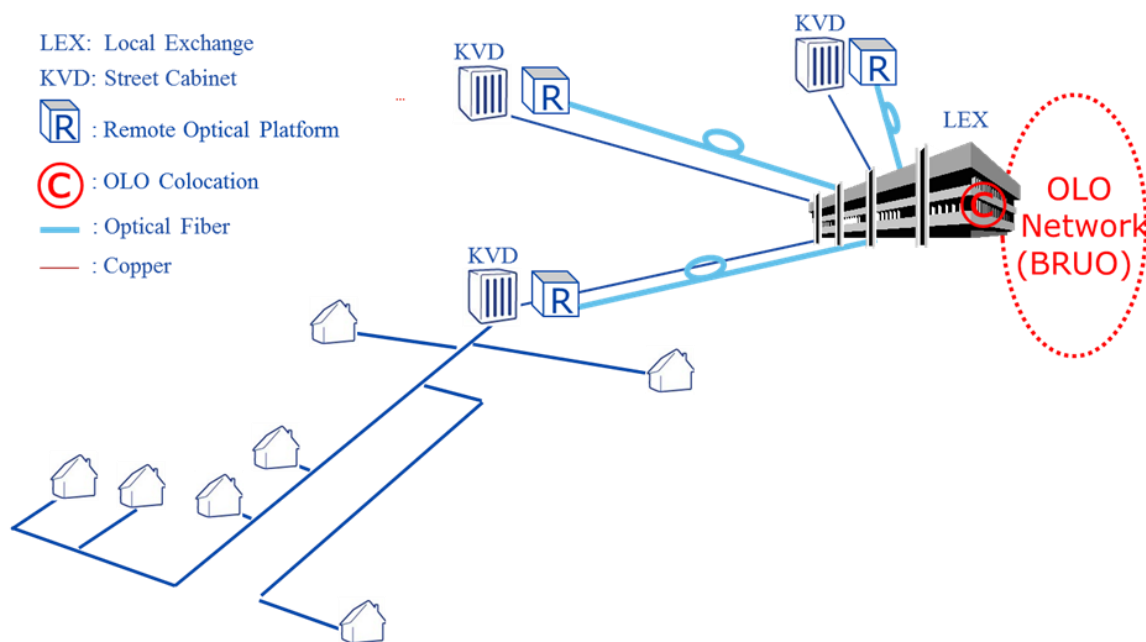 LEX: Local Exchange
KVD: Street Cabinet
R : Remote Optical Platform
C : OLO Colocation
: Optical Fiber
: Copper
...
KVD
R
KVD
R
LEX
C
OLO
Network
(BRUO)
KVD
R